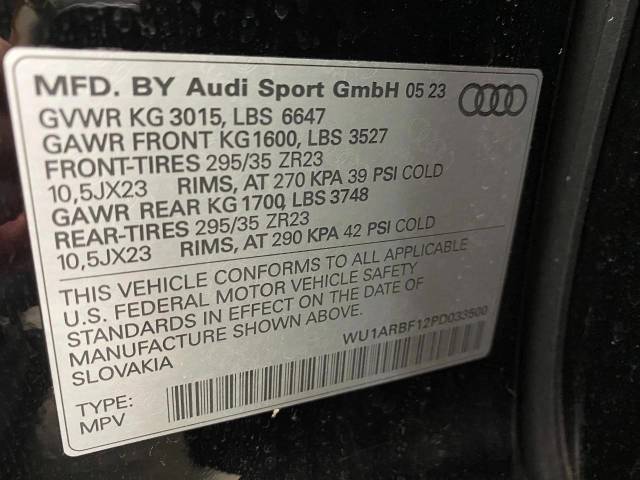 MFD. BY Audi Sport GmbH 05 23
GVWR KG 3015, LBS 6647
GAWR FRONT KG1600, LBS 3527
FRONT-TIRES 295/35 ZR23
10,5JX23 RIMS, AT 270 KPA 39 PSI COLD
GAWR REAR KG 1700, LBS 3748
REAR-TIRES 295/35 ZR23
10,5JX23 RIMS, AT 290 KPA 42 PSI COLD
THIS VEHICLE CONFORMS TO ALL APPLICABLE
U.S. FEDERAL MOTOR VEHICLE SAFETY
STANDARDS IN EFFECT ON THE DATE OF
MANUFACTURE SHOWN ABOVE.
SLOVAKIA
WU1ARBF12PD033500
TYPE:
MPV